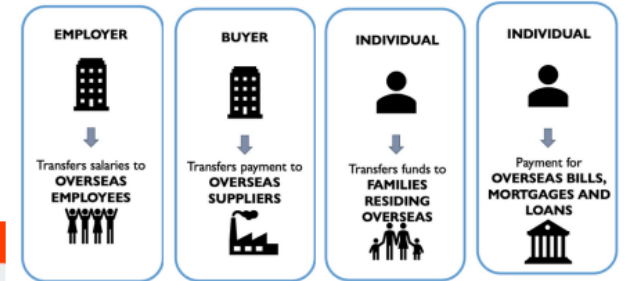 EMPLOYER
Transfers salaries to
OVERSEAS
EMPLOYEES
BUYER
Transfers payment to
OVERSEAS
SUPPLIERS
INDIVIDUAL
Transfers funds to
FAMILIES
RESIDING
OVERSEAS
INDIVIDUAL
Payment for
OVERSEAS BILLS,
MORTGAGES AND
LOANS